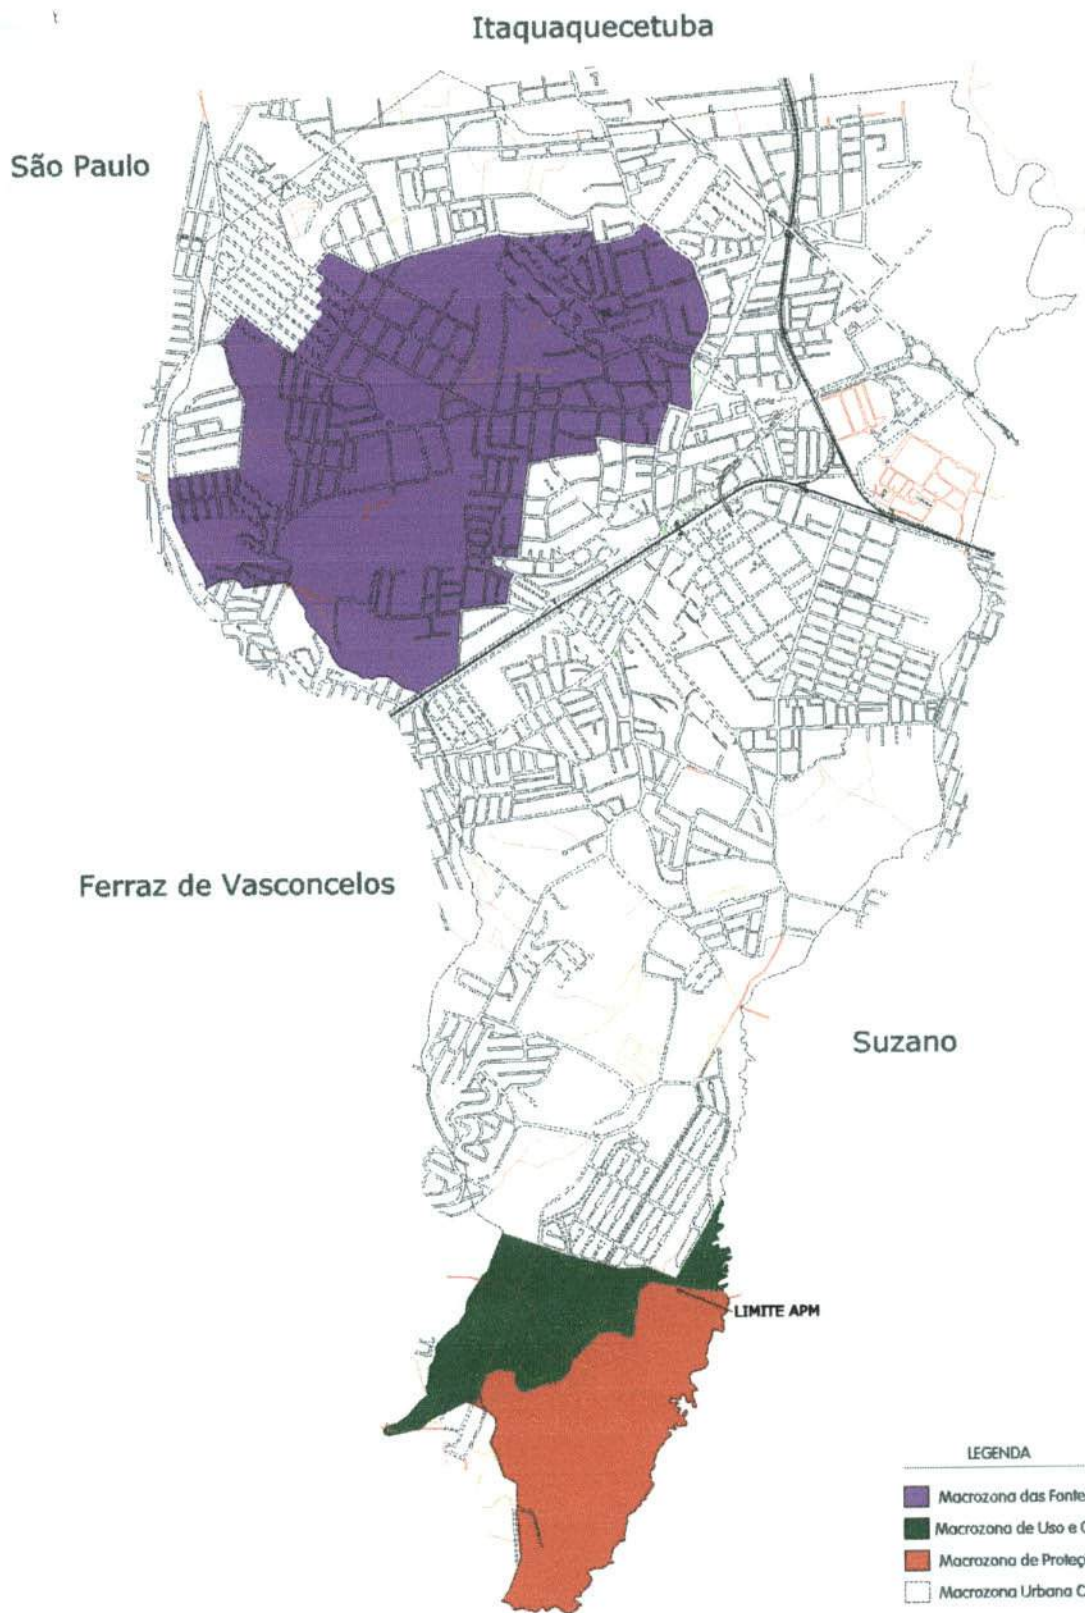 Itaquaquecetuba
São Paulo
Ferraz de Vasconcelos
Suzano
LIMITE APM
LEGENDA
Macrozona das Fonte
Macrozona de Uso e
Macrozona de Proteç
Macrozona Urbana C